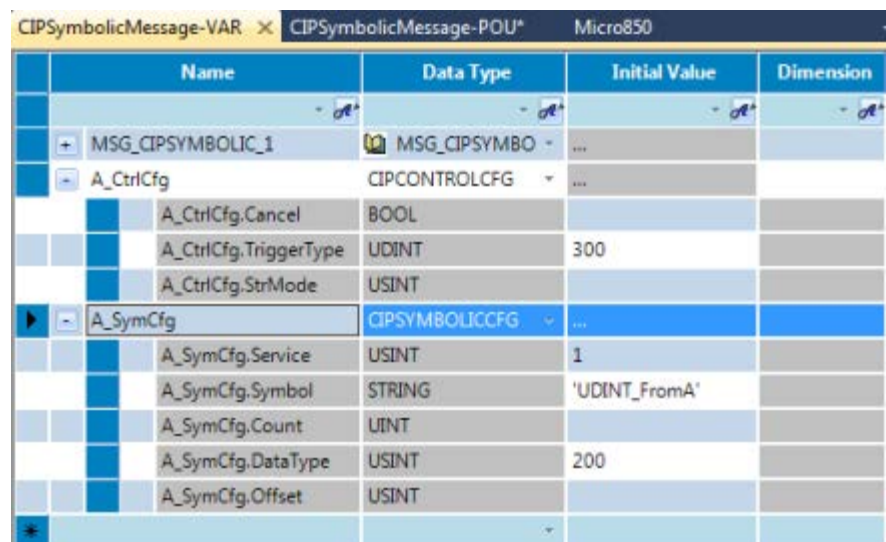 CIPSymbolicMessage-VAR × CIPSymbolicMessage-POU* Micro850
Name Data Type Initial Value Dimension
+ MSG_CIPSYMBOLIC_1 MSG_CIPSYMBO ...
- A_CtrlCfg CIPCONTROLCFG ...
A_CtrlCfg.Cancel BOOL
A_CtrlCfg.TriggerType UDINT 300
A_CtrlCfg.StrMode USINT
- A_SymCfg CIPSYMBOLICCFG ...
A_SymCfg.Service USINT 1
A_SymCfg.Symbol STRING 'UDINT_FromA'
A_SymCfg.Count UINT
A_SymCfg.DataType USINT 200
A_SymCfg.Offset USINT
*